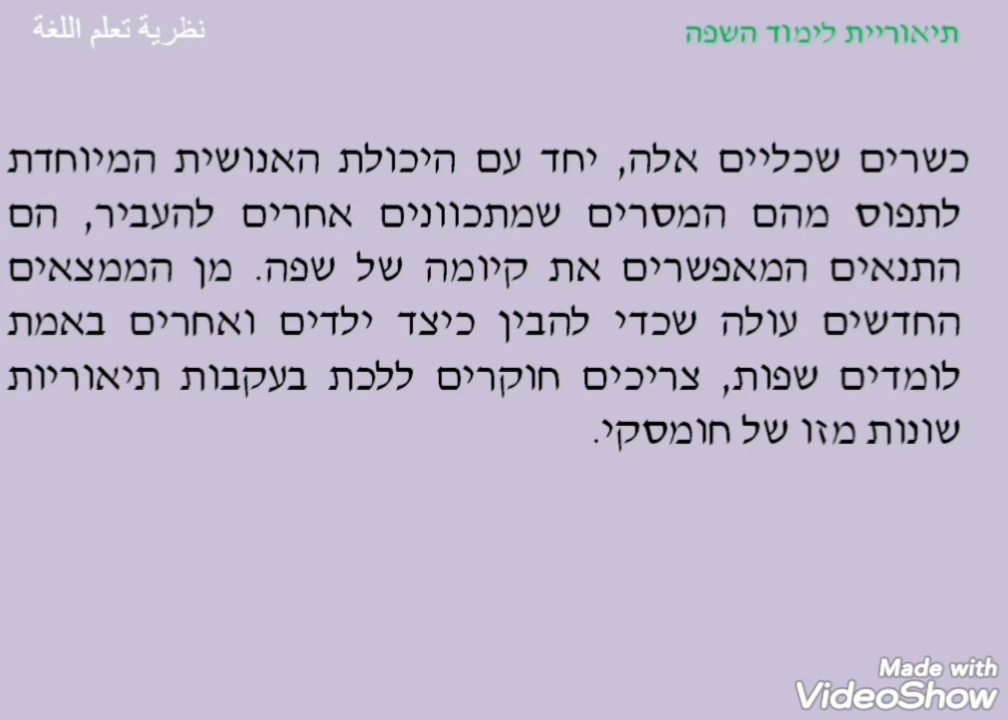 תיאוריית לימוד השפה
نظرية تعلم اللغة
כשרים שכליים אלה, יחד עם היכולת האנושית המיוחדת
לתפוס מהם המסרים שמתכוונים אחרים להעביר, הם
התנאים המאפשרים את קיומה של שפה. מן הממצאים
החדשים עולה שכדי להבין כיצד ילדים ואחרים באמת
לומדים שפות, צריכים חוקרים ללכת בעקבות תיאוריות
שונות מזו של חומסקי.
Made with
VideoShow